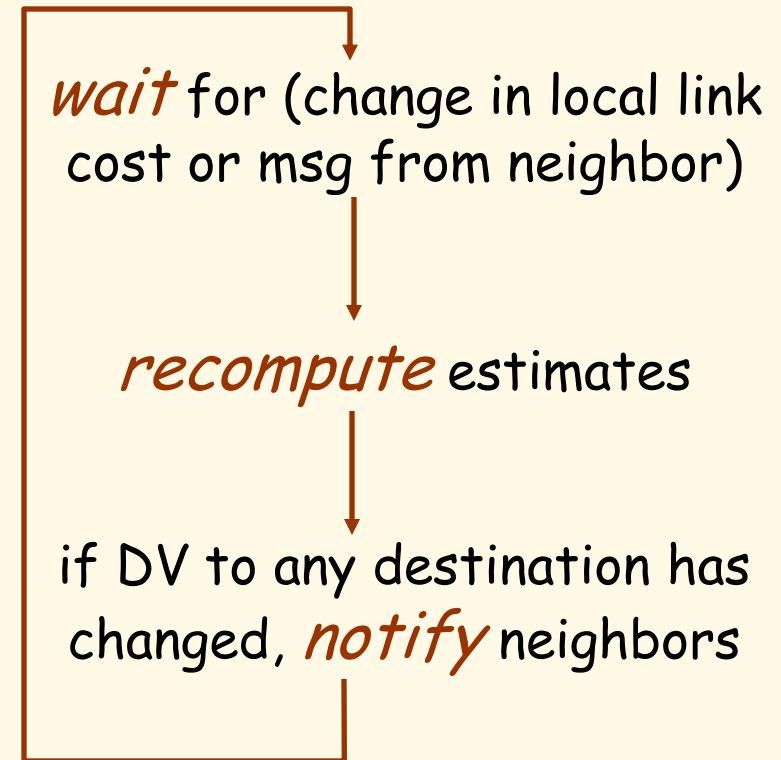 wait for (change in local link
cost or msg from neighbor)
recompute estimates
if DV to any destination has
changed, notify neighbors